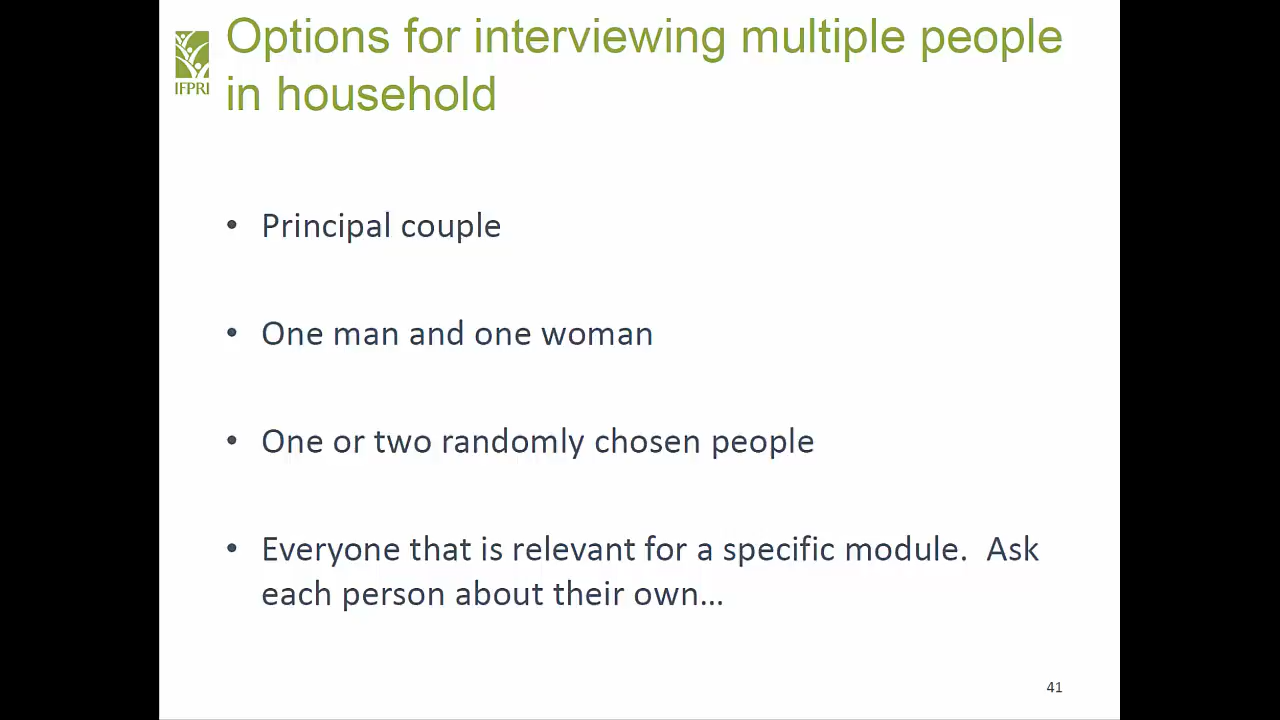 Options for interviewing multiple people
in household
IFPRI
• Principal couple
• One man and one woman
• One or two randomly chosen people
• Everyone that is relevant for a specific module.  Ask
each person about their own…
41